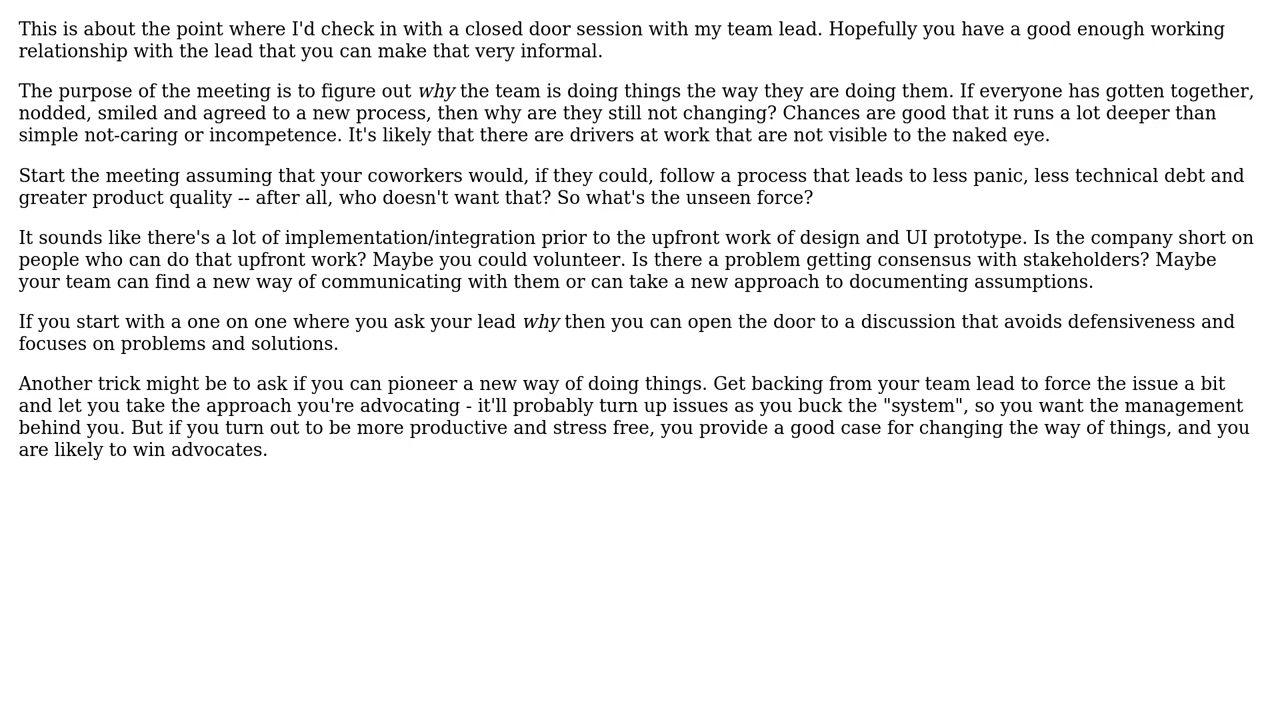 This is about the point where I'd check in with a closed door session with my team lead. Hopefully you have a good enough working
relationship with the lead that you can make that very informal.
The purpose of the meeting is to figure out why the team is doing things the way they are doing them. If everyone has gotten together,
nodded, smiled and agreed to a new process, then why are they still not changing? Chances are good that it runs a lot deeper than
simple not-caring or incompetence. It's likely that there are drivers at work that are not visible to the naked eye.
Start the meeting assuming that your coworkers would, if they could, follow a process that leads to less panic, less technical debt and
greater product quality -- after all, who doesn't want that? So what's the unseen force?
It sounds like there's a lot of implementation/integration prior to the upfront work of design and UI prototype. Is the company short on
people who can do that upfront work? Maybe you could volunteer. Is there a problem getting consensus with stakeholders? Maybe
your team can find a new way of communicating with them or can take a new approach to documenting assumptions.
If you start with a one on one where you ask your lead why then you can open the door to a discussion that avoids defensiveness and
focuses on problems and solutions.
Another trick might be to ask if you can pioneer a new way of doing things. Get backing from your team lead to force the issue a bit
and let you take the approach you're advocating - it'll probably turn up issues as you buck the "system", so you want the management
behind you. But if you turn out to be more productive and stress free, you provide a good case for changing the way of things, and you
are likely to win advocates.